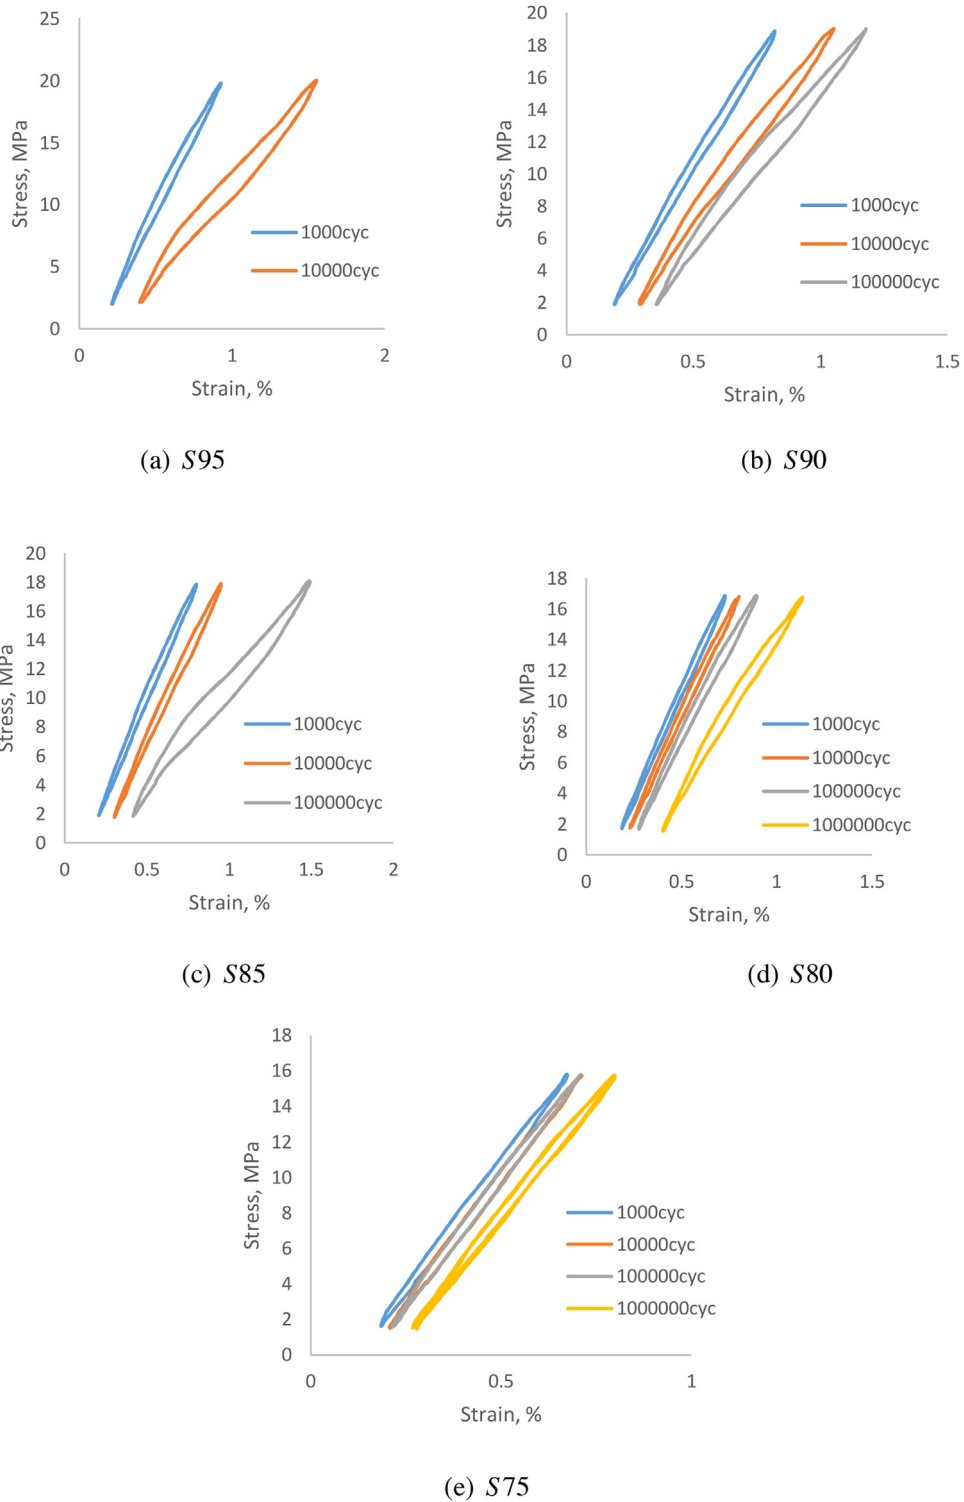 25
20
15
10
5
0
Stress, MPa
1000cyc
10000cyc
0 1 2
Strain, %
(a) S95
20
18
16
14
12
10
8
6
4
2
0
Stress, MPa
1000cyc
10000cyc
100000cyc
0 0.5 1 1.5
Strain, %
(b) S90
20
18
16
14
12
10
8
6
4
2
0
Stress, MPa
1000cyc
10000cyc
100000cyc
0 0.5 1 1.5 2
Strain, %
(c) S85
18
16
14
12
10
8
6
4
2
0
Stress, MPa
1000cyc
10000cyc
100000cyc
1000000cyc
0 0.5 1 1.5
Strain, %
(d) S80
18
16
14
12
10
8
6
4
2
0
Stress, MPa
1000cyc
10000cyc
100000cyc
1000000cyc
0 0.5 1
Strain, %
(e) S75